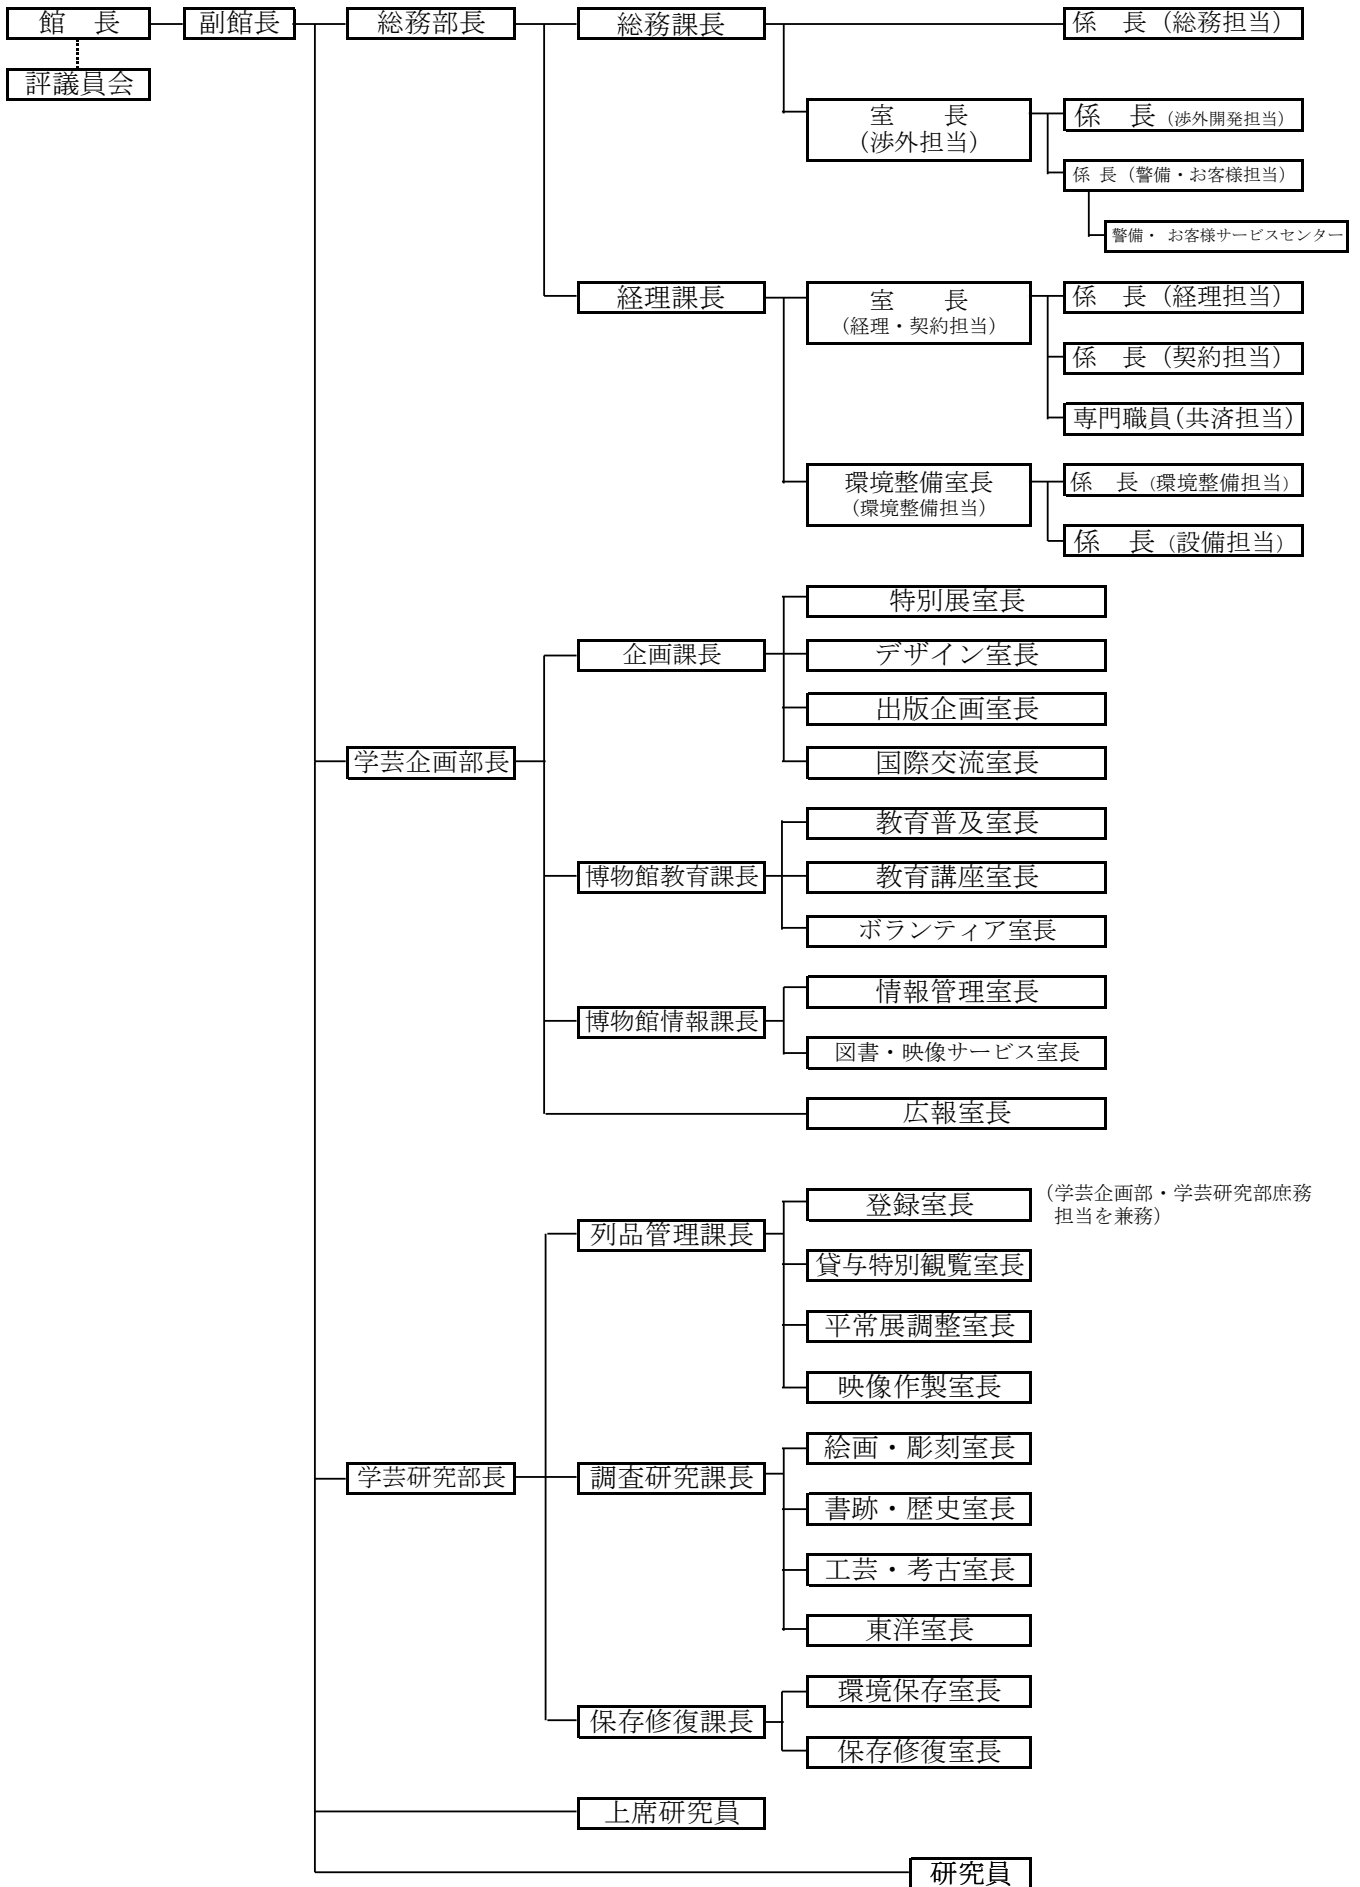 館　長
副館長
総務部長
総務課長
係　長（総務担当）
評議員会
室　　長
（渉外担当）
係　長（渉外開発担当）
係 長（警備・お客様担当）
警備・ お客様サービスセンター
経理課長
室　　長
（経理・契約担当）
係　長（経理担当）
係　長（契約担当）
専門職員（共済担当）
環境整備室長
（環境整備担当）
係　長（環境整備担当）
係　長（設備担当）
特別展室長
企画課長
デザイン室長
出版企画室長
学芸企画部長
国際交流室長
教育普及室長
博物館教育課長
教育講座室長
ボランティア室長
情報管理室長
博物館情報課長
図書・映像サービス室長
広報室長
登録室長
（学芸企画部・学芸研究部庶務
担当を兼務）
列品管理課長
貸与特別観覧室長
平常展調整室長
映像作製室長
絵画・彫刻室長
学芸研究部長
調査研究課長
書跡・歴史室長
工芸・考古室長
東洋室長
環境保存室長
保存修復課長
保存修復室長
上席研究員
研究員